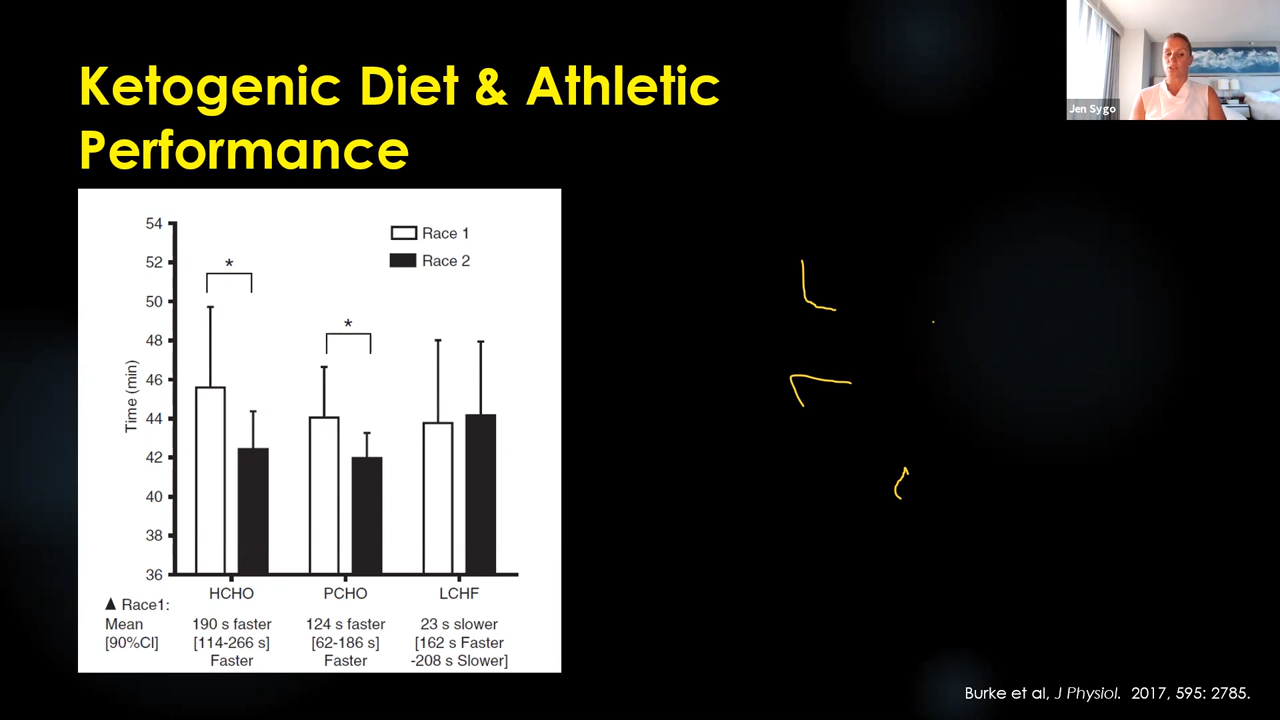 Ketogenic Diet & Athletic
Performance
Jen Sygo
54
52
50
48
46
44
42
40
38
36
Time (min)
Race 1
Race 2
*
*
HCHO PCHO LCHF
▲ Race1:
Mean 190 s faster 124 s faster 23 s slower
[90%CI] [114-266 s] [62-186 s] [162 s Faster
Faster Faster -208 s Slower]
Burke et al, J Physiol. 2017, 595: 2785.